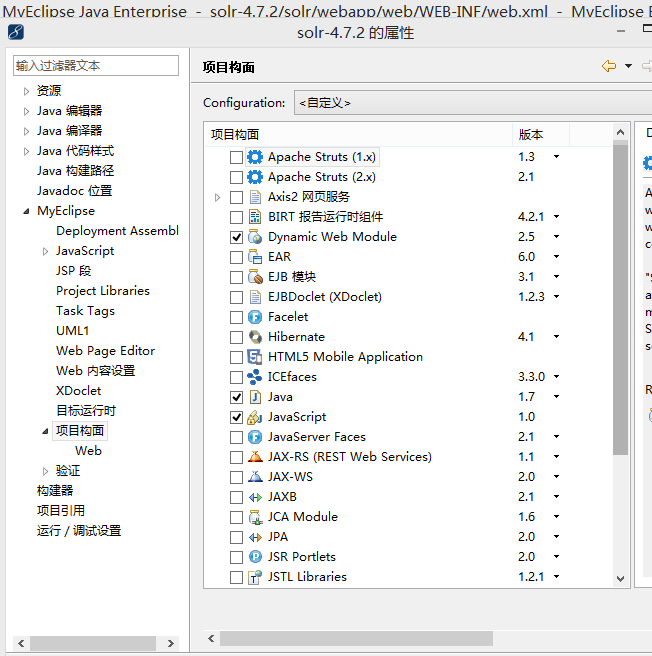 MyEclipse Java Enterprise - solr-4.7.2/solr/webapp/web/WEB-INF/web.xml - MyEclipse
solr-4.7.2 的属性
输入过滤器文本
资源
Java 编辑器
Java 编译器
Java 代码样式
Java 构建路径
Javadoc 位置
MyEclipse
Deployment Assembl
JavaScript
JSP 段
Project Libraries
Task Tags
UML1
Web Page Editor
Web 内容设置
XDoclet
目标运行时
项目构面
Web
验证
构建器
项目引用
运行 / 调试设置
项目构面
Configuration: <自定义>
项目构面 版本
Apache Struts (1.x) 1.3
Apache Struts (2.x) 2.1
Axis2 网页服务
BIRT 报告运行时组件 4.2.1
Dynamic Web Module 2.5
EAR 6.0
EJB 模块 3.1
EJBDoclet (XDoclet) 1.2.3
Facelet
Hibernate 4.1
HTML5 Mobile Application
ICEfaces 3.3.0
Java 1.7
JavaScript 1.0
JavaServer Faces 2.1
JAX-RS (REST Web Services) 1.1
JAX-WS 2.0
JAXB 2.1
JCA Module 1.6
JPA 2.0
JSR Portlets 2.0
JSTL Libraries 1.2.1